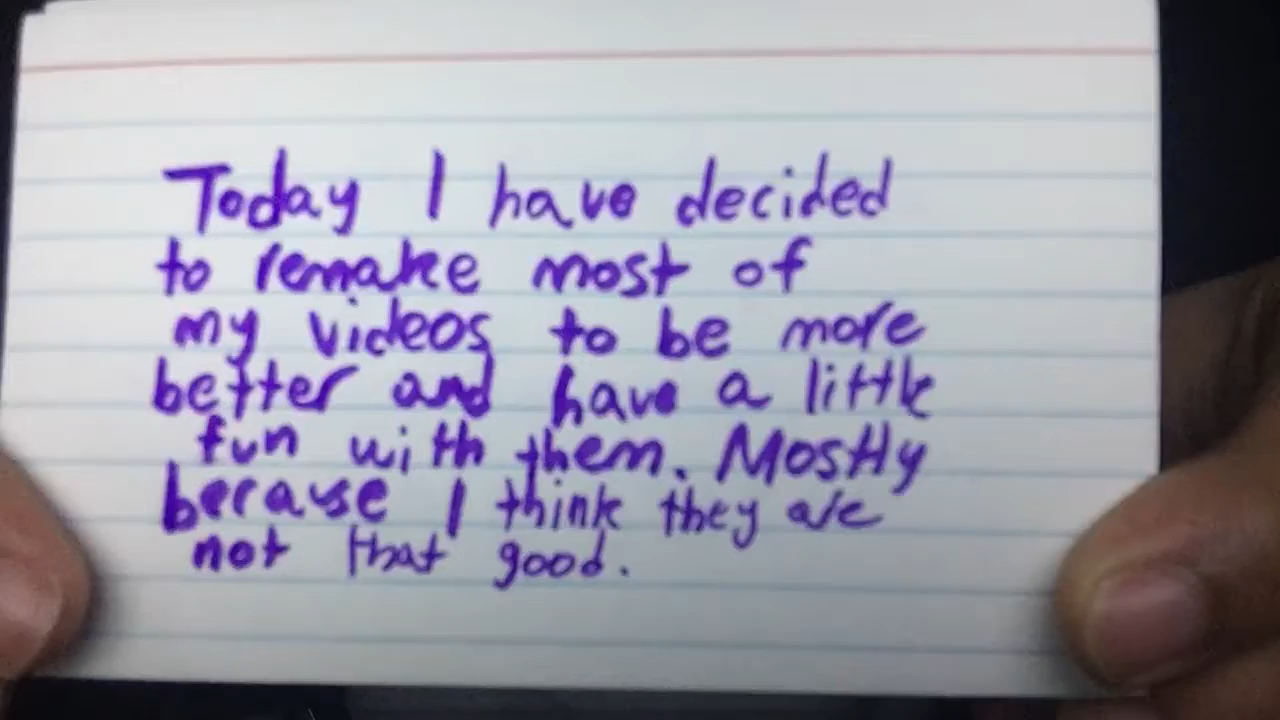 Today I have decided
to remake most of
my videos to be more
better and have a little
fun with them. Mostly
because I think they are
not that good.